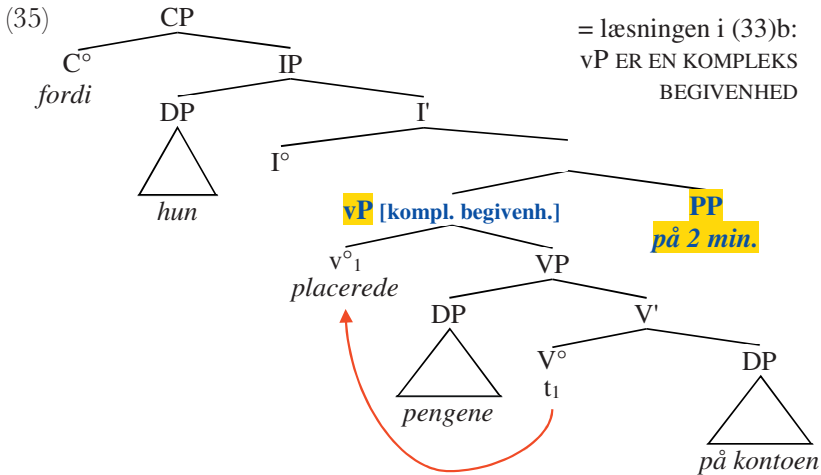 (35)
CP
= læsningen i (33)b:
C° IP
vP ER EN KOMPLEKS
fordi
BEGIVENHED
DP I'
I°
hun
vP [kompl. begivenh.] PP
på 2 min.
v°₁ VP
placerede
DP V'
V° DP
t₁
pengene
på kontoen